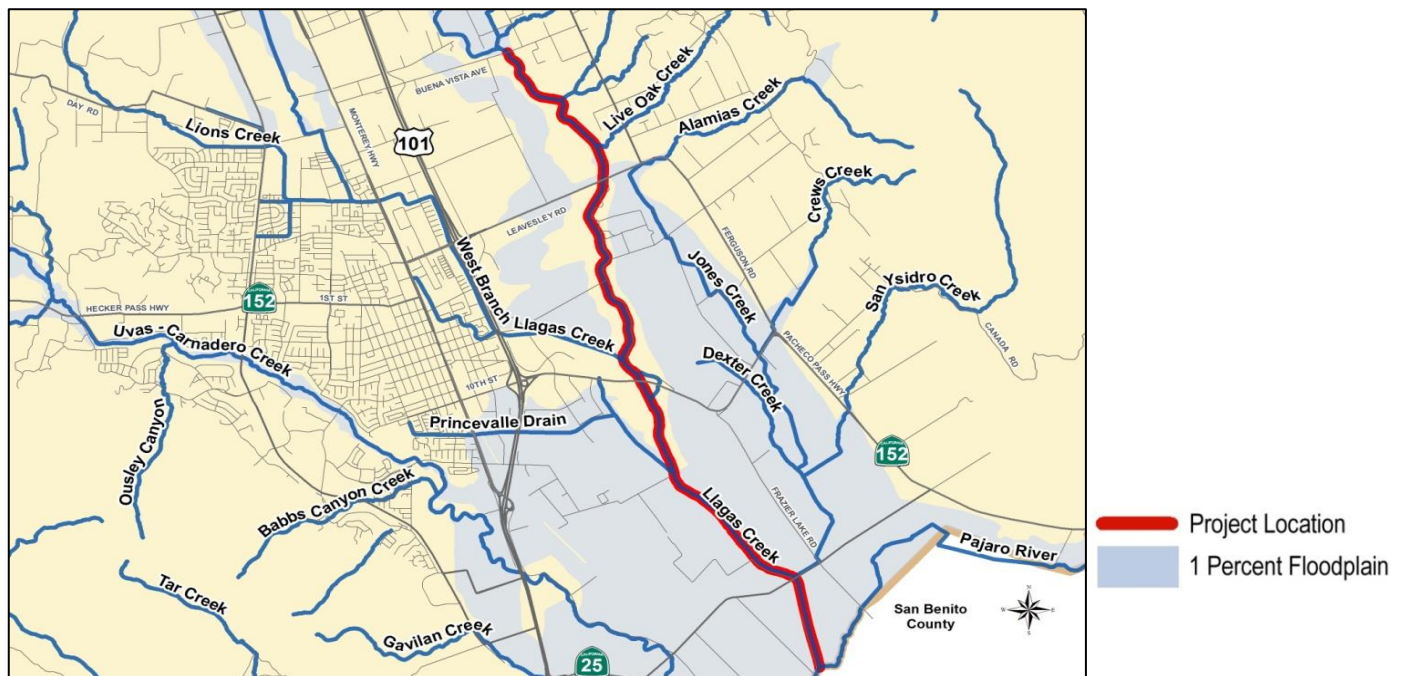 BUENA VISTA AVE
Live Oak Creek
DAY RD
Lions Creek
MONTEREY HWY
101
Alamias Creek
Crews Creek
LEAVESLEY RD
West Branch
FERGUSON RD
Jones Creek
San Ysidro Creek
CALIFORNIA
152
1ST ST
HECKER PASS HWY
Uvas - Carnadero Creek
Llagas Creek
PACHECO PASS HWY
CANADA RD
Dexter Creek
10TH ST
Princevalle Drain
Ousley Canyon
CALIFORNIA
152
Babbs Canyon Creek
Llagas Creek
FRAZIER LAKE RD
Project Location
Pajaro River
1 Percent Floodplain
Tar Creek
San Benito
County
N
W
E
S
Gavilan Creek
CALIFORNIA
25